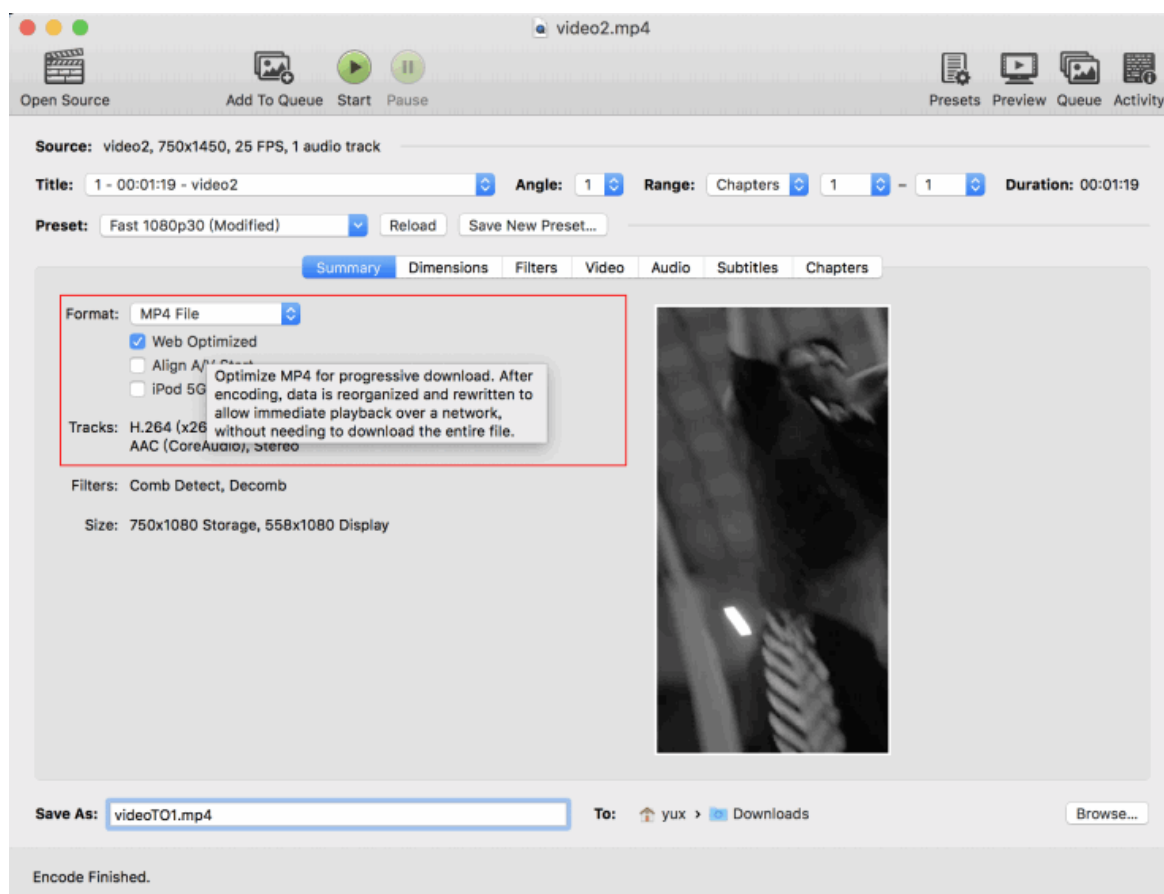 video2.mp4
Open Source Add To Queue Start Pause Presets Preview Queue Activity
Source: video2, 750x1450, 25 FPS, 1 audio track
Title: 1 - 00:01:19 - video2 Angle: 1 Range: Chapters 1 - 1 Duration: 00:01:19
Preset: Fast 1080p30 (Modified) Reload Save New Preset...
Summary Dimensions Filters Video Audio Subtitles Chapters
Format: MP4 File
Web Optimized
Align
iPod 5G
Optimize MP4 for progressive download. After
encoding, data is reorganized and rewritten to
allow immediate playback over a network,
without needing to download the entire file.
Tracks: H.264 (x26
AAC (CoreAudio), Stereo
Filters: Comb Detect, Decomb
Size: 750x1080 Storage, 558x1080 Display
Save As: videoTO1.mp4 To: yux › Downloads Browse...
Encode Finished.